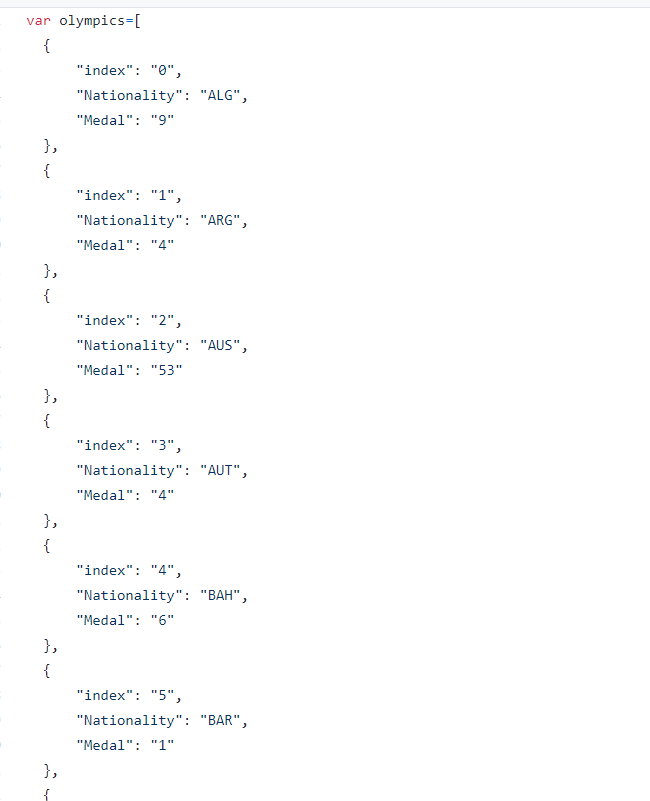 var olympics=[
{
"index": "0",
"Nationality": "ALG",
"Medal": "9"
},
{
"index": "1",
"Nationality": "ARG",
"Medal": "4"
},
{
"index": "2",
"Nationality": "AUS",
"Medal": "53"
},
{
"index": "3",
"Nationality": "AUT",
"Medal": "4"
},
{
"index": "4",
"Nationality": "BAH",
"Medal": "6"
},
{
"index": "5",
"Nationality": "BAR",
"Medal": "1"
},
{